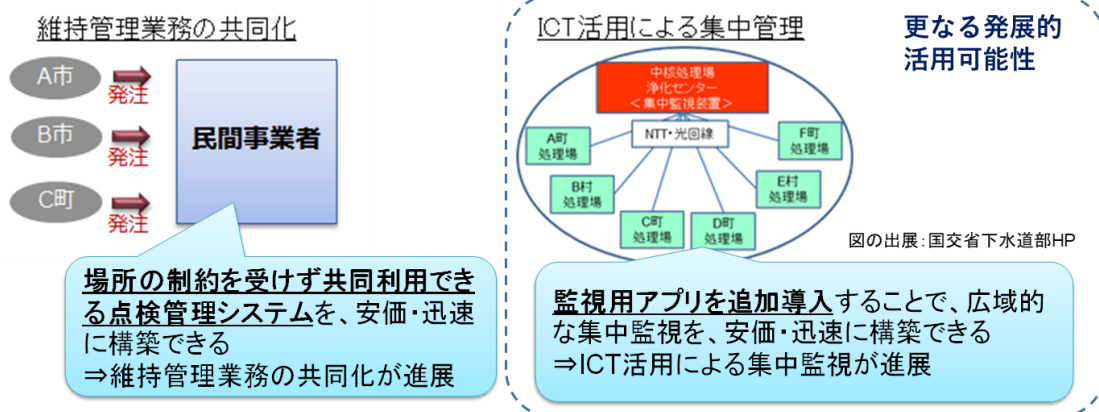 維持管理業務の共同化
A市
発注
B市
発注
C町
発注
民間事業者
場所の制約を受けず共同利用でき
る点検管理システムを、安価・迅速
に構築できる
⇒維持管理業務の共同化が進展
ICT活用による集中管理
更なる発展的
活用可能性
中核処理場
浄化センター
＜集中監視装置＞
NTT・光回線
A町
処理場
B村
処理場
C町
処理場
D町
処理場
E村
処理場
F町
処理場
図の出展：国交省下水道部HP
監視用アプリを追加導入することで、広域的
な集中監視を、安価・迅速に構築できる
⇒ICT活用による集中監視が進展